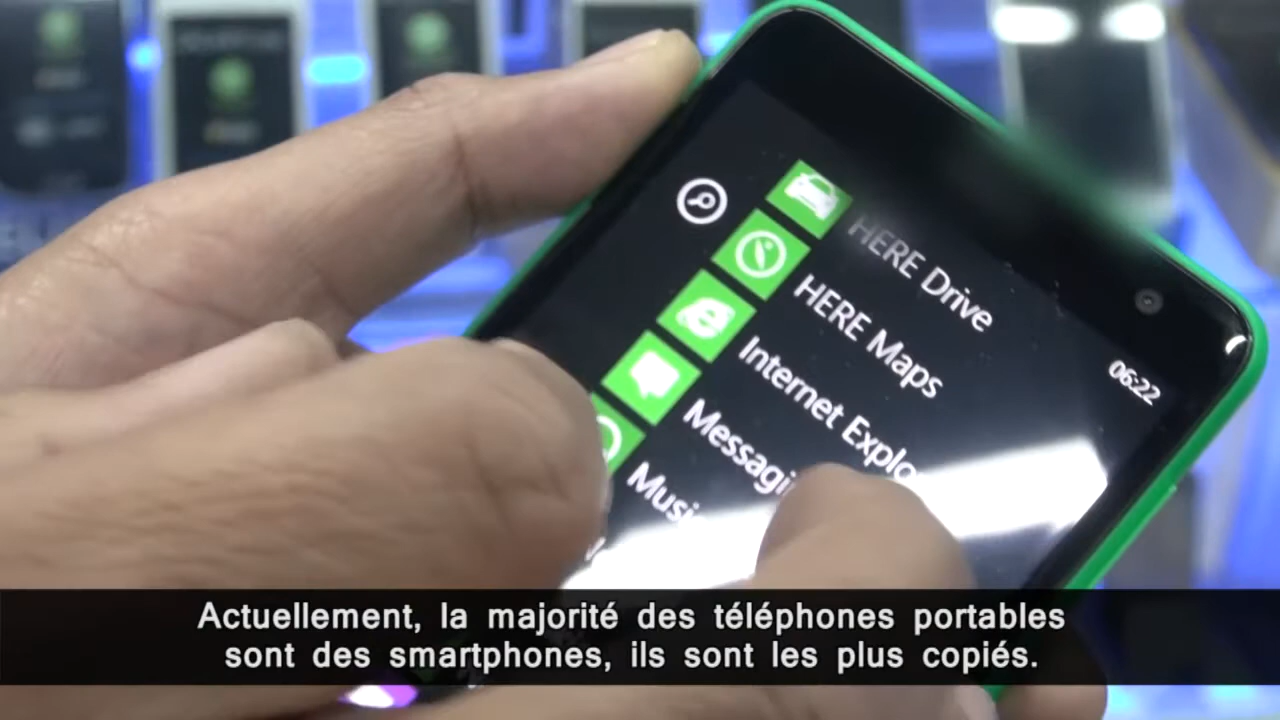 HERE Drive
HERE Maps
06:22
Internet Explo
Messagi
Musi
Actuellement, la majorité des téléphones portables
sont des smartphones, ils sont les plus copiés.